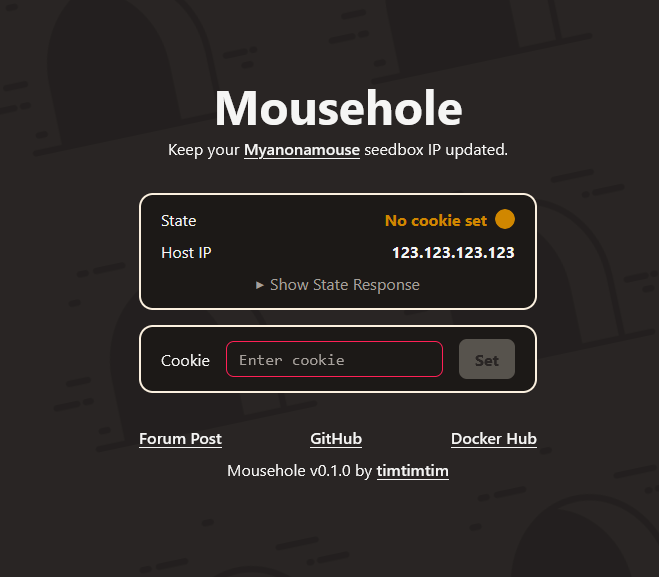 Mousehole
Keep your Myanonamouse seedbox IP updated.
State No cookie set
Host IP 123.123.123.123
▸ Show State Response
Cookie Enter cookie Set
Forum Post GitHub Docker Hub
Mousehole v0.1.0 by timtimtim